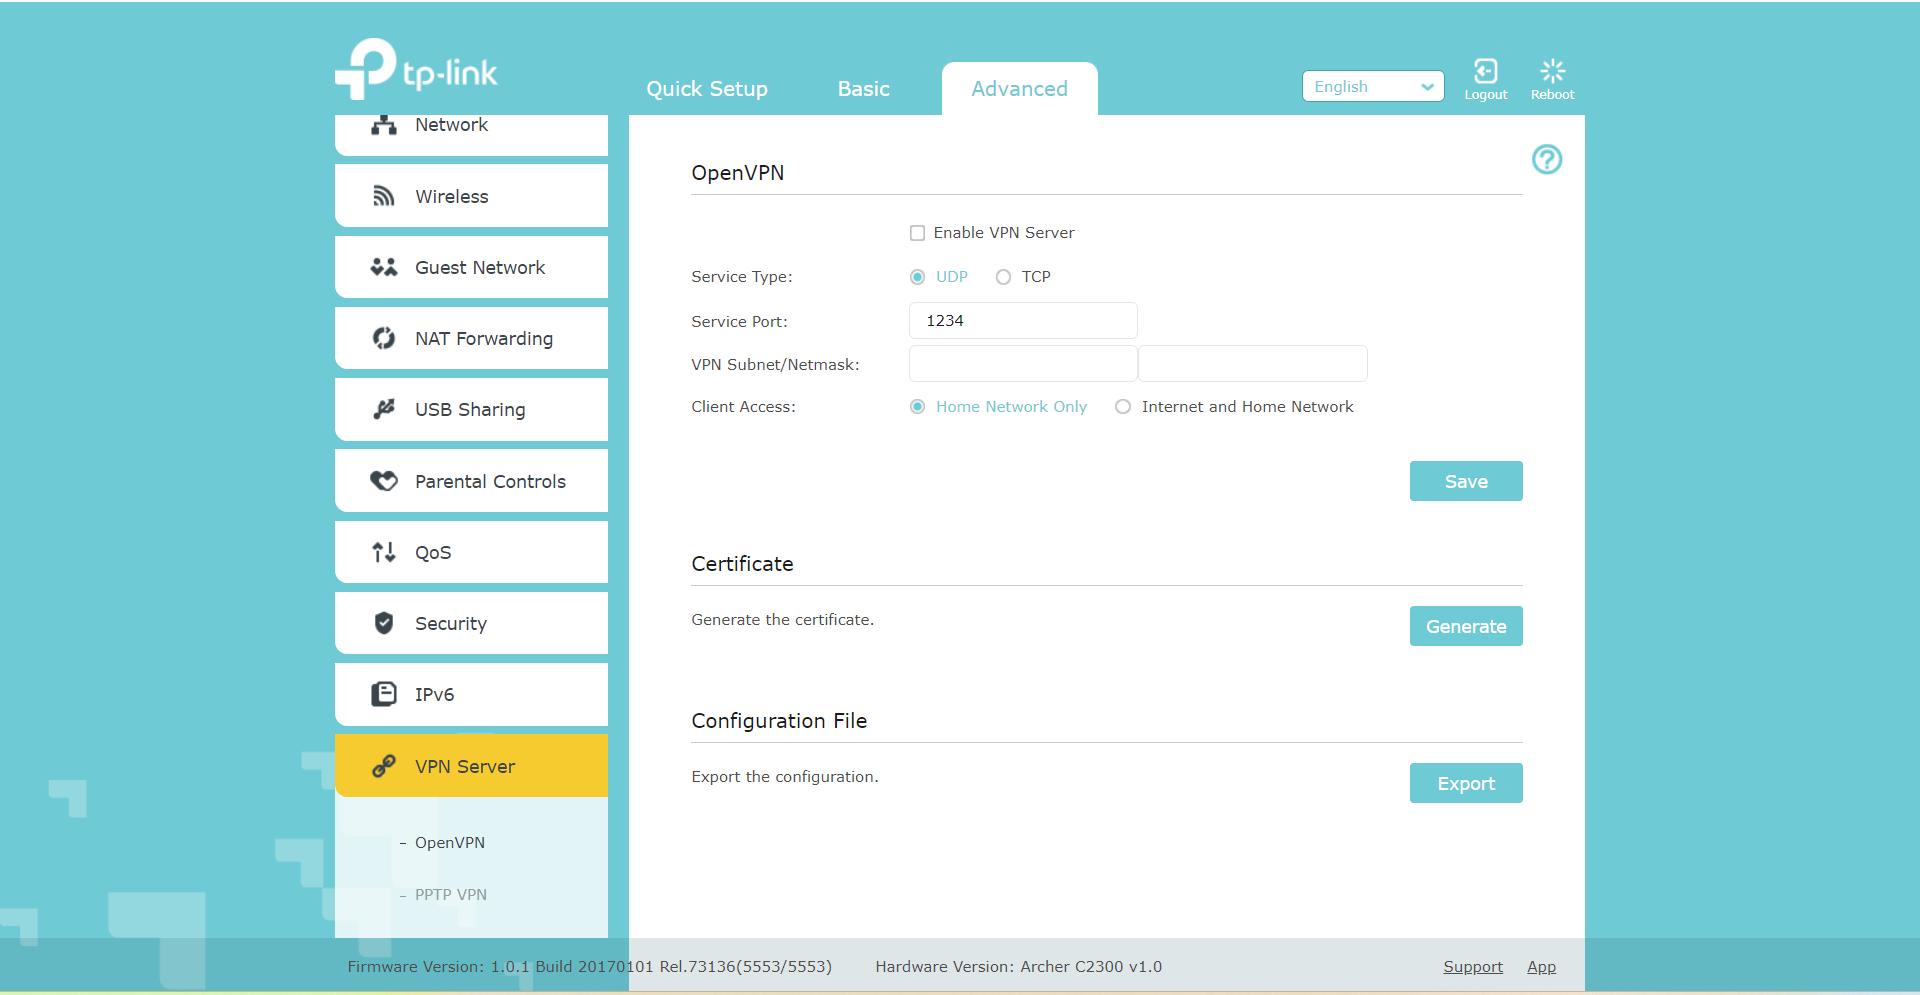 tp-link
Quick Setup
Basic
Advanced
English
Logout
Reboot
Network
Wireless
Guest Network
NAT Forwarding
USB Sharing
Parental Controls
QoS
Security
IPv6
VPN Server
- OpenVPN
- PPTP VPN
OpenVPN
?
Enable VPN Server
Service Type: UDP TCP
Service Port: 1234
VPN Subnet/Netmask:
Client Access: Home Network Only Internet and Home Network
Save
Certificate
Generate the certificate. Generate
Configuration File
Export the configuration. Export
Firmware Version: 1.0.1 Build 20170101 Rel.73136(5553/5553) Hardware Version: Archer C2300 v1.0 Support App